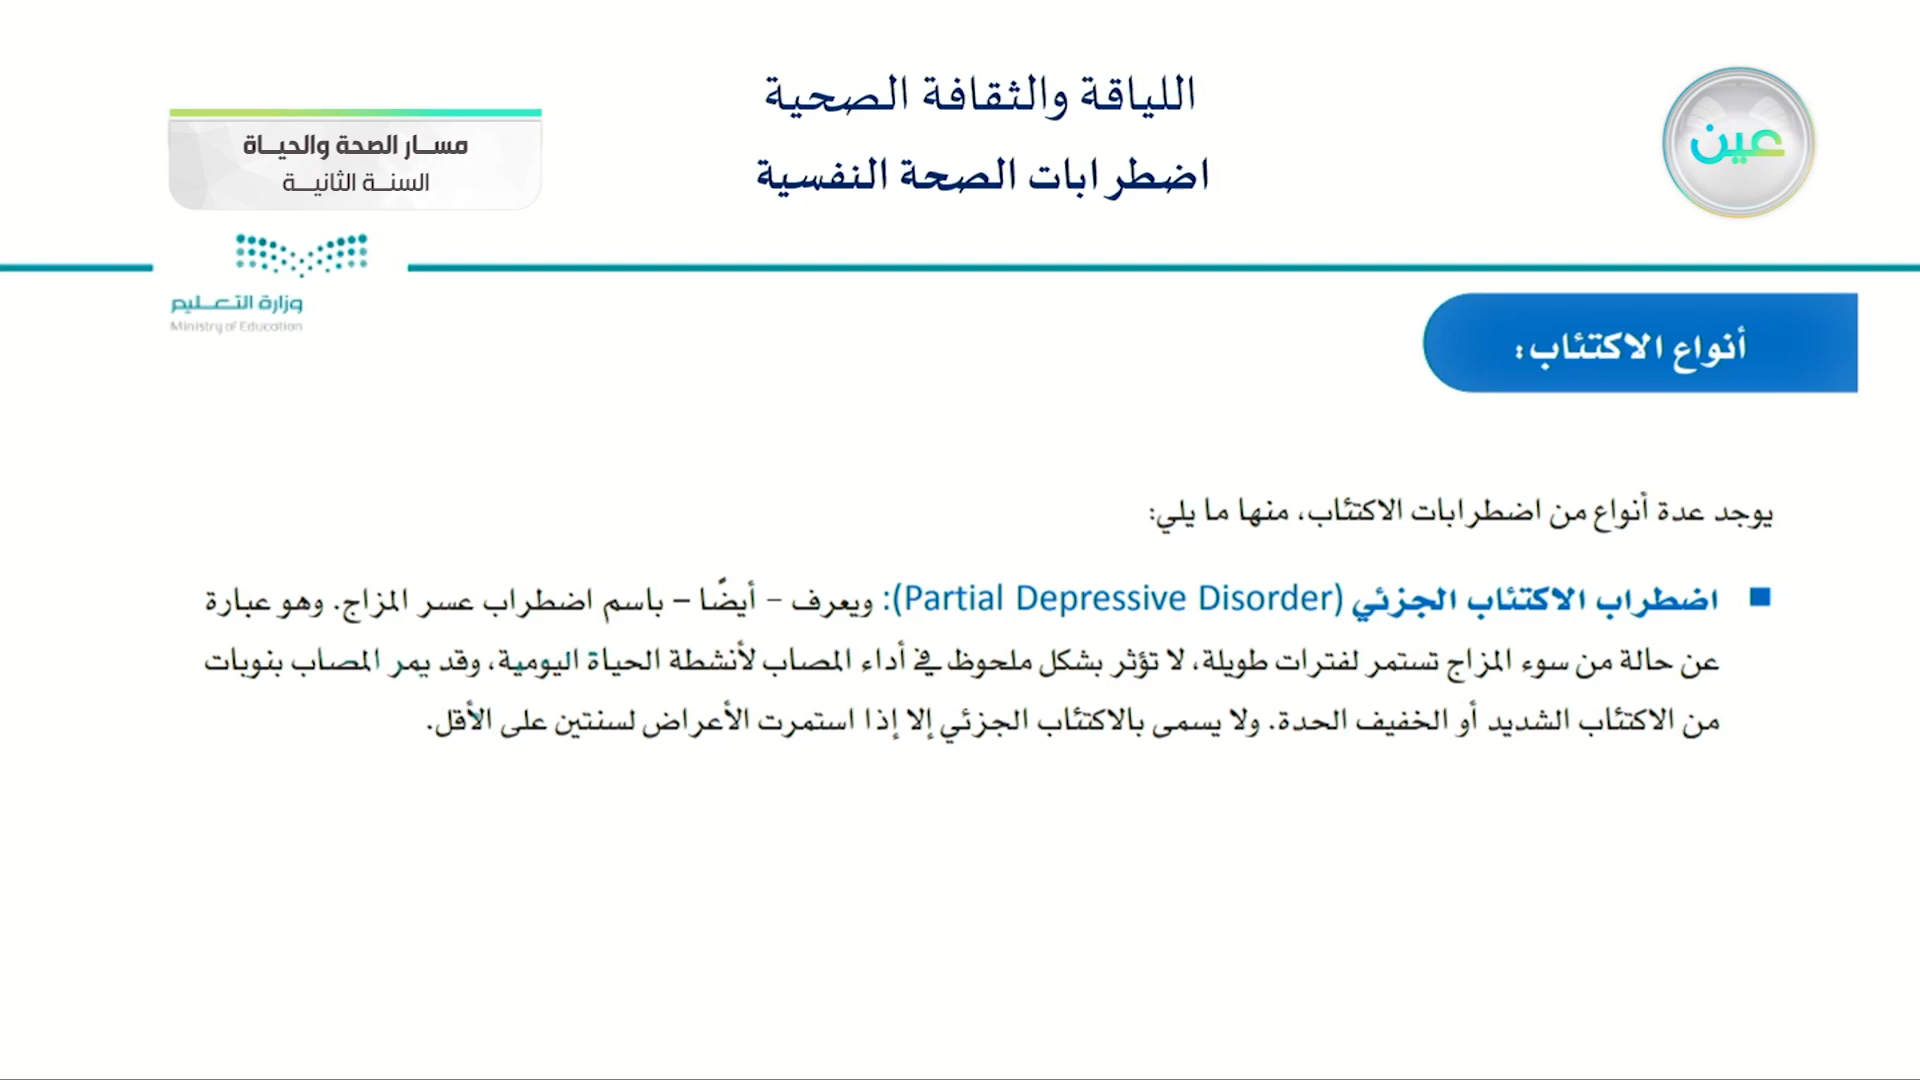 اللياقة والثقافة الصحية
اضطرابات الصحة النفسية
عين
مسار الصحة والحياة
السنة الثانية
وزارة التعليم
Ministry of Education
أنواع الاكتئاب:
يوجد عدة أنواع من اضطرابات الاكتئاب، منها ما يلي:
■ اضطراب الاكتئاب الجزئي (Partial Depressive Disorder): ويعرف – أيضًا – باسم اضطراب عسر المزاج. وهو عبارة
عن حالة من سوء المزاج تستمر لفترات طويلة، لا تؤثر بشكل ملحوظ في أداء المصاب لأنشطة الحياة اليومية، وقد يمر المصاب بنوبات
من الاكتئاب الشديد أو الخفيف الحدة. ولا يسمى بالاكتئاب الجزئي إلا إذا استمرت الأعراض لسنتين على الأقل.